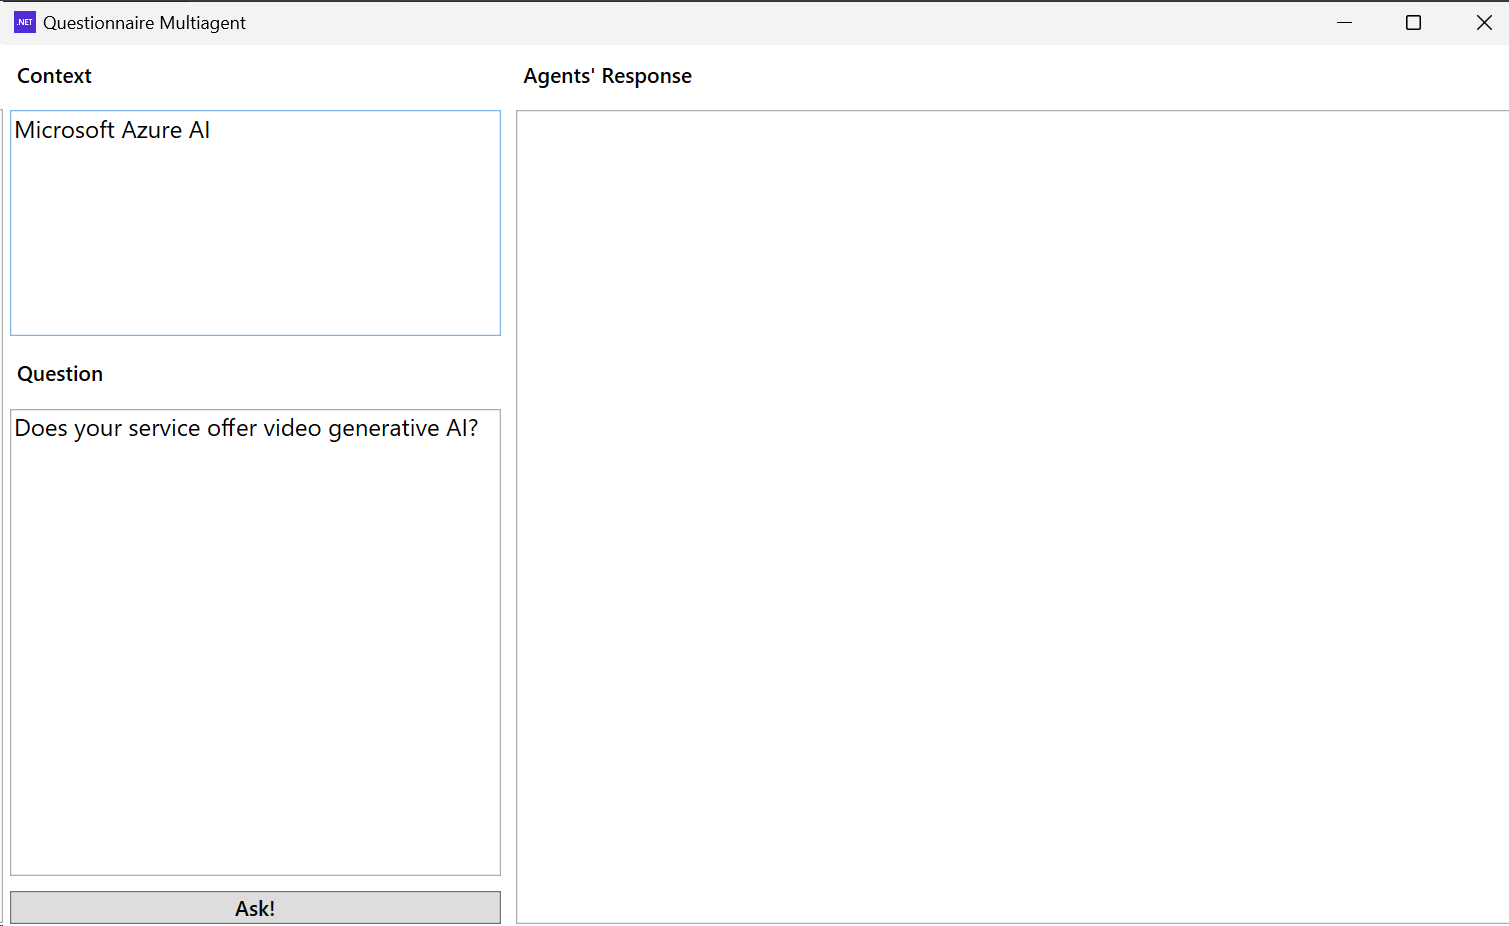 .NET Questionnaire Multiagent
Context
Microsoft Azure AI
Question
Does your service offer video generative AI?
Ask!
Agents' Response